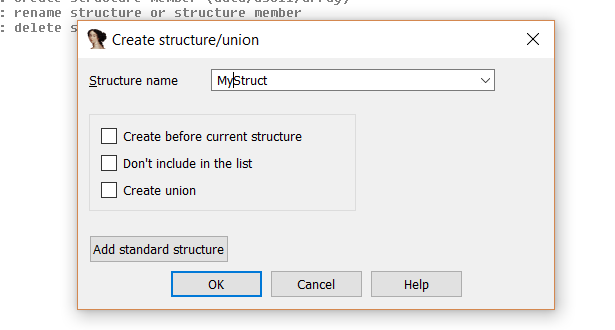 : create structure member (data/ascii/array)
: rename structure or structure member
: delete s
Create structure/union
Structure name MyStruct
Create before current structure
Don't include in the list
Create union
Add standard structure
OK Cancel Help